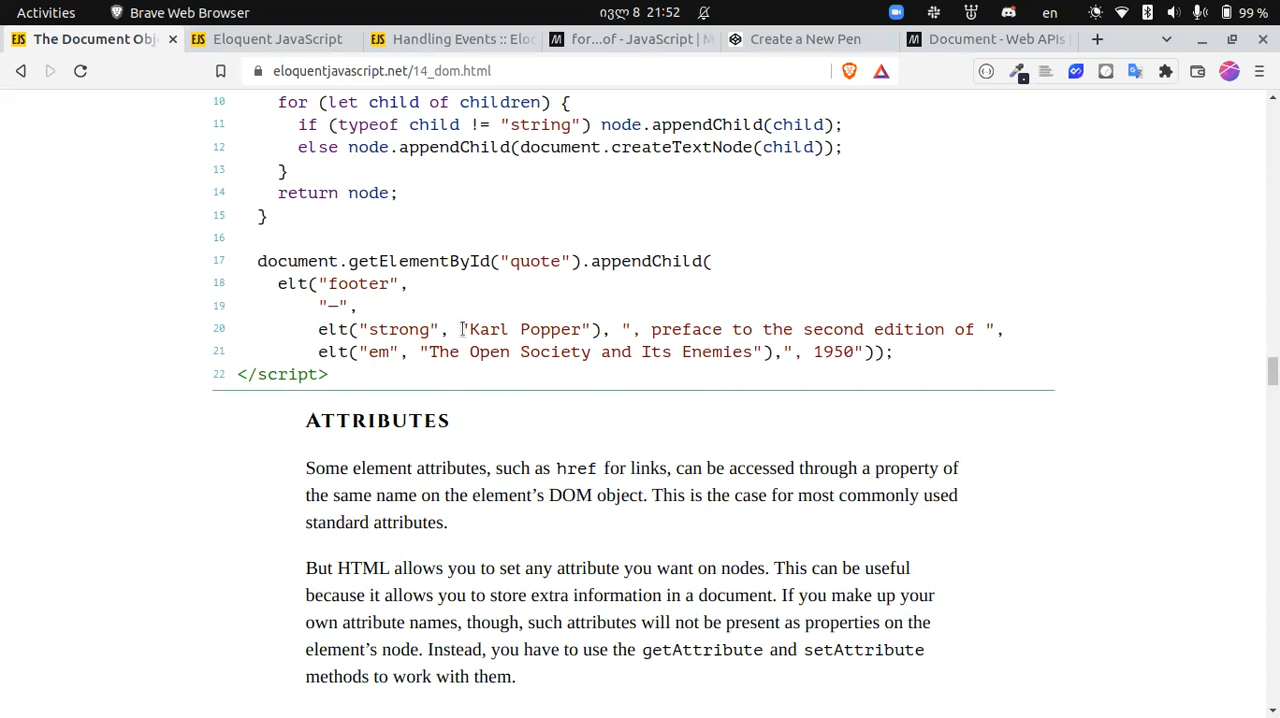 Activities
Brave Web Browser
ივლ 8 21:52
en
99 %
EJS The Document Obj
EJS Eloquent JavaScript
EJS Handling Events :: Elo
M for...of - JavaScript | M
Create a New Pen
M Document - Web APIs |
eloquentjavascript.net/14_dom.html
10 for (let child of children) {
11 if (typeof child != "string") node.appendChild(child);
12 else node.appendChild(document.createTextNode(child));
13 }
14 return node;
15 }
16
17 document.getElementById("quote").appendChild(
18 elt("footer",
19 "—",
20 elt("strong", "Karl Popper"), ", preface to the second edition of ",
21 elt("em", "The Open Society and Its Enemies"),", 1950"));
22 </script>
ATTRIBUTES
Some element attributes, such as href for links, can be accessed through a property of
the same name on the element’s DOM object. This is the case for most commonly used
standard attributes.
But HTML allows you to set any attribute you want on nodes. This can be useful
because it allows you to store extra information in a document. If you make up your
own attribute names, though, such attributes will not be present as properties on the
element’s node. Instead, you have to use the getAttribute and setAttribute
methods to work with them.